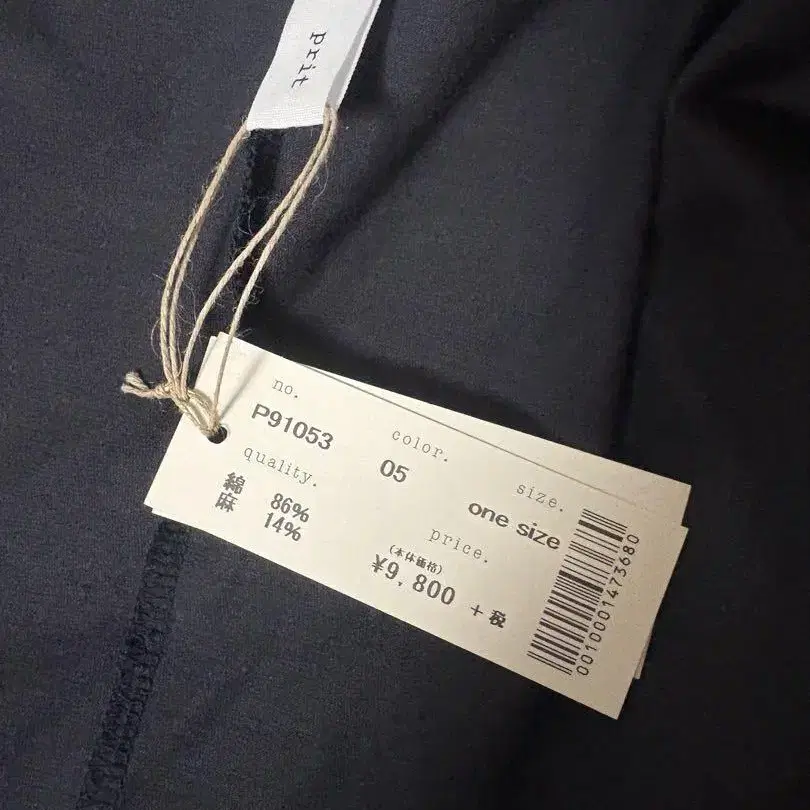 prit
no.
P91053
color.
05
size.
one size
quality.
綿 86%
麻 14%
price.
(本体価格)
¥9,800 +税
0010001473680